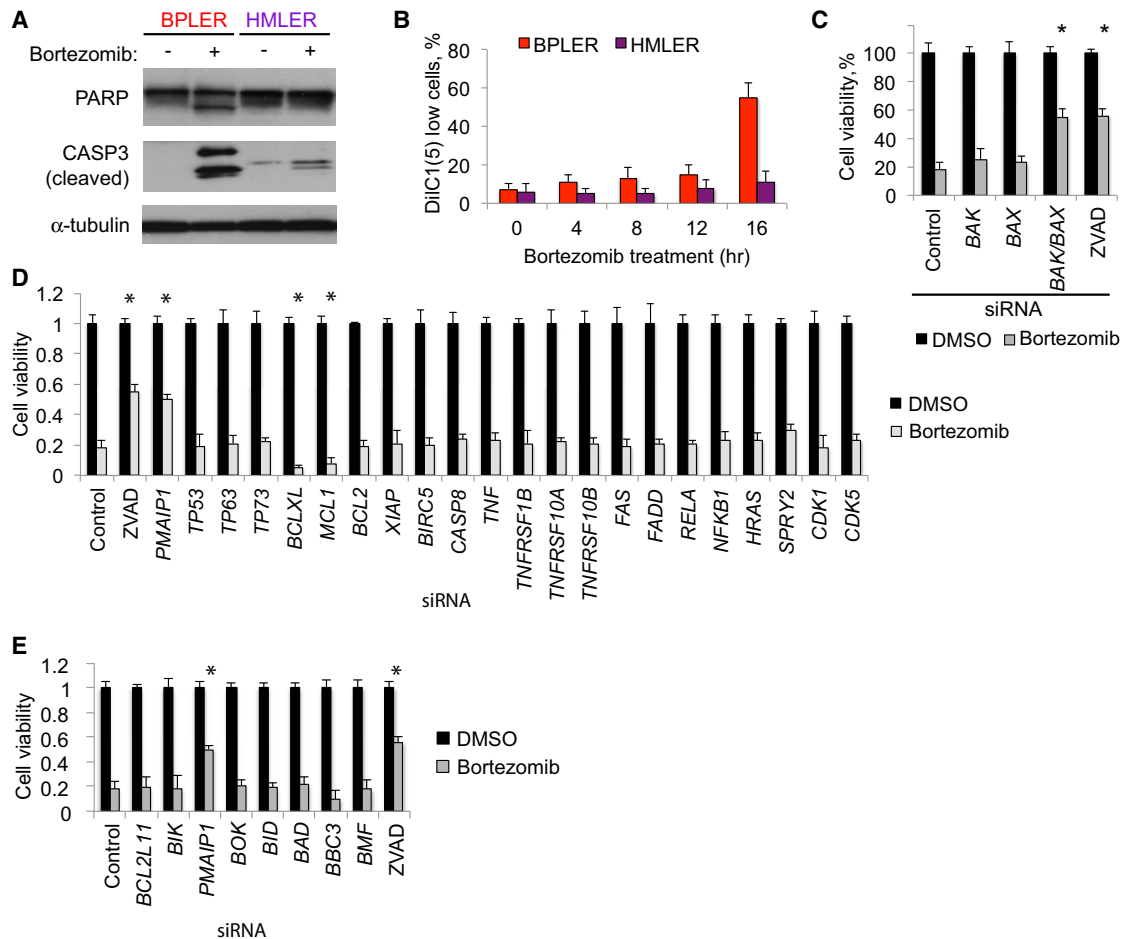 A
BPLER HMLER
Bortezomib: - + - +
PARP
CASP3
(cleaved)
α-tubulin
B
DilC1(5) low cells, %
80
60
40
20
0
BPLER HMLER
0 4 8 12 16
Bortezomib treatment (hr)
C
Cell viability,%
100
80
60
40
20
0
* *
Control BAK BAX BAK/BAX ZVAD
siRNA
DMSO Bortezomib
D
Cell viability
1.2
1
0.8
0.6
0.4
0.2
0
* * * *
Control ZVAD PMAIP1 TP53 TP63 TP73 BCLXL MCL1 BCL2 XIAP BIRC5 CASP8 TNF TNFRSF1B TNFRSF10A TNFRSF10B FAS FADD RELA NFKB1 HRAS SPRY2 CDK1 CDK5
siRNA
DMSO
Bortezomib
E
Cell viability
1.2
1
0.8
0.6
0.4
0.2
0
* *
Control BCL2L11 BIK PMAIP1 BOK BID BAD BBC3 BMF ZVAD
siRNA
DMSO
Bortezomib